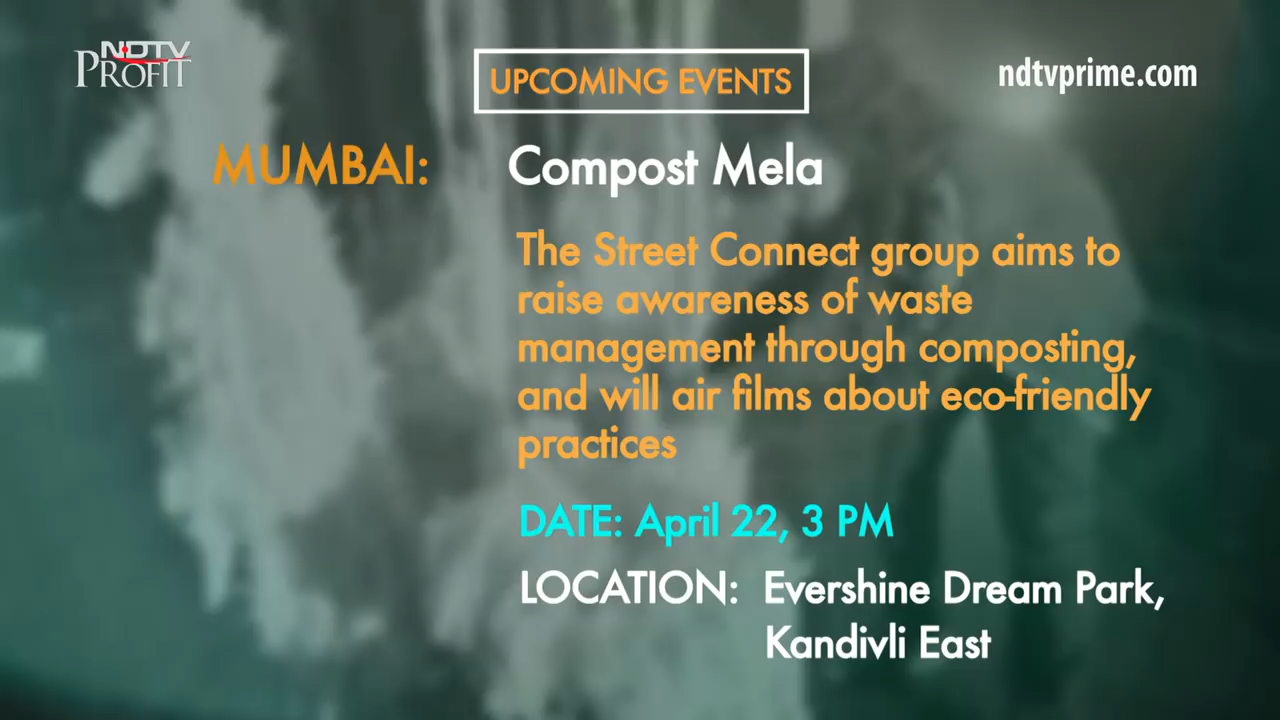 NDTV
PROFIT
UPCOMING EVENTS
ndtvprime.com
MUMBAI:
Compost Mela
The Street Connect group aims to
raise awareness of waste
management through composting,
and will air films about eco-friendly
practices
DATE: April 22, 3 PM
LOCATION: Evershine Dream Park,
Kandivli East